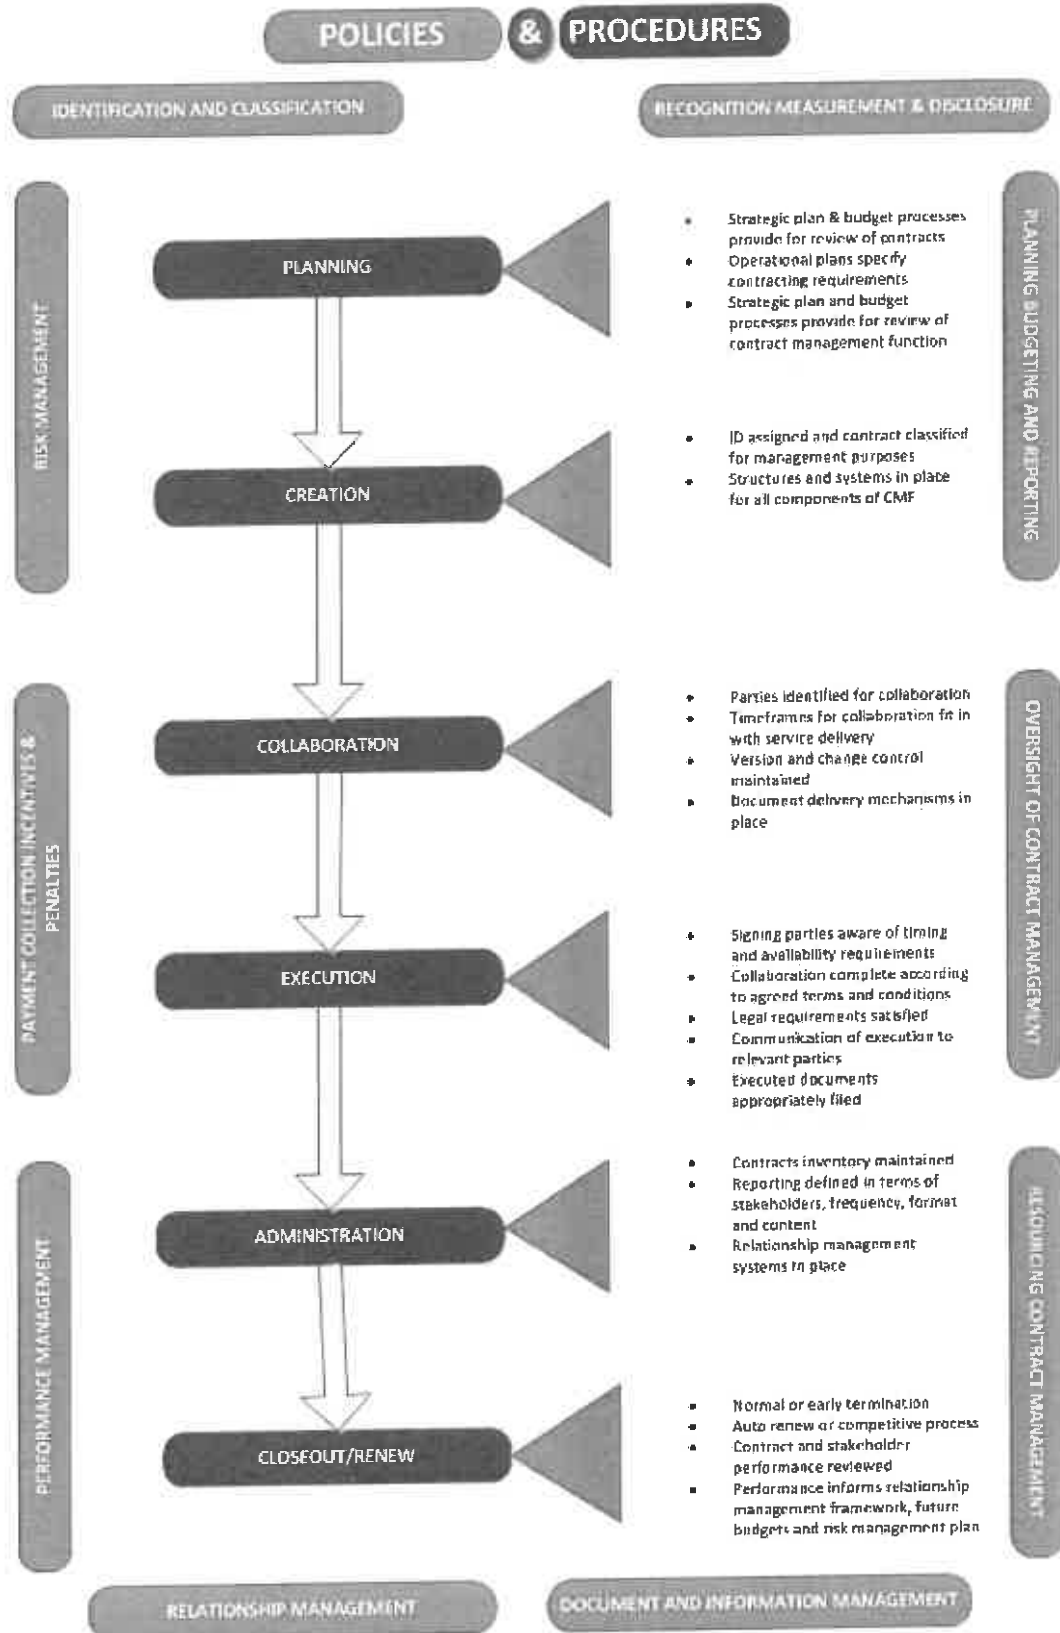 POLICIES & PROCEDURES
IDENTIFICATION AND CLASSIFICATION
RECOGNITION MEASUREMENT & DISCLOSURE
RISK MANAGEMENT
PLANNING BUDGETING AND REPORTING
PLANNING
• Strategic plan & budget processes
provide for review of contracts
• Operational plans specify
contracting requirements
• Strategic plan and budget
processes provide for review of
contract management function
CREATION
• ID assigned and contract classified
for management purposes
• Structures and systems in place
for all components of CMF
PAYMENT COLLECTION INCENTIVES &
PENALTIES
OVERSIGHT OF CONTRACT MANAGEMENT
COLLABORATION
• Parties identified for collaboration
• Timeframes for collaboration fit in
with service delivery
• Version and change control
maintained
• Document delivery mechanisms in
place
EXECUTION
• Signing parties aware of timing
and availability requirements
• Collaboration complete according
to agreed terms and conditions
• Legal requirements satisfied
• Communication of execution to
relevant parties
• Executed documents
appropriately filed
PERFORMANCE MANAGEMENT
RESOURCING CONTRACT MANAGEMENT
ADMINISTRATION
• Contracts inventory maintained
• Reporting defined in terms of
stakeholders, frequency, format
and content
• Relationship management
systems in place
CLOSEOUT/RENEW
• Normal or early termination
• Auto renew or competitive process
• Contract and stakeholder
performance reviewed
• Performance informs relationship
management framework, future
budgets and risk management plan
RELATIONSHIP MANAGEMENT
DOCUMENT AND INFORMATION MANAGEMENT